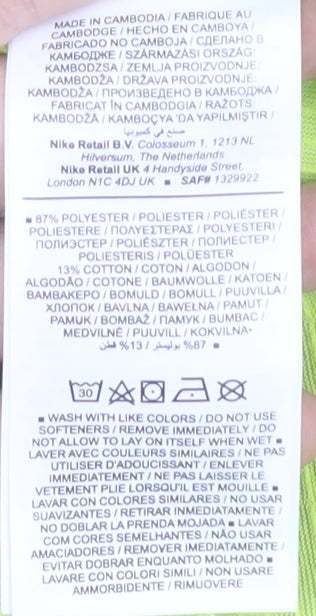 MADE IN CAMBODIA / FABRIQUE AU
CAMBODGE / HECHO EN CAMBOYA /
FABRICADO NO CAMBOJA / СДЕЛАНО В
КАМБОДЖЕ / SZÁRMAZÁSI ORSZÁG:
KAMBODZSA / ZEMLJA PROIZVODNJE:
KAMBODŽA / DRŽAVA PROIZVODNJE:
KAMBODŽA / ПРОИЗВЕДЕНО В КАМБОДЖА /
FABRICAT ÎN CAMBODGIA / RAŽOTS:
KAMBODŽĀ / KAMBOÇYA 'DA YAPILMIŞTIR /
صنع في كمبوديا
Nike Retail B.V. Colosseum 1, 1213 NL
Hilversum, The Netherlands
Nike Retail UK 4 Handyside Street,
London N1C 4DJ UK ■ SAF# 1329922
■ 87% POLYESTER / POLIESTER / POLIÉSTER /
POLIESTERE / ΠΟΛΥΕΣΤΕΡΑΣ / POLYESTERI /
ПОЛИЭСТЕР / POLIÉSZTER / ПОЛИЕСТЕР /
POLIESTERIS / POLÜESTER
13% COTTON / COTON / ALGODON /
ALGODÃO / COTONE / BAUMWOLLE / KATOEN /
ΒΑΜΒΑΚΕΡΟ / BOMULD / BOMULL / PUUVILLA /
ХЛОПОК / BAVLNA / BAWEŁNA / PAMUT /
PAMUK / BOMBAŽ / ПАМУК / BUMBAC /
MEDVILNĖ / PUUVILL / KOKVILNA-
87% بوليستر / 13% قطن ■
30
■ WASH WITH LIKE COLORS / DO NOT USE
SOFTENERS / REMOVE IMMEDIATELY / DO
NOT ALLOW TO LAY ON ITSELF WHEN WET ■
LAVER AVEC COULEURS SIMILAIRES / NE PAS
UTILISER D'ADOUCISSANT / ENLEVER
IMMEDIATEMENT / NE PAS LAISSER LE
VETEMENT PLIE LORSQU'IL EST MOUILLE ■
LAVAR CON COLORES SIMILARES / NO USAR
SUAVIZANTES / RETIRAR INMEDIATAMENTE /
NO DOBLAR LA PRENDA MOJADA ■ LAVAR
COM CORES SEMELHANTES / NÃO USAR
AMACIADORES / REMOVER IMEDIATAMENTE /
EVITAR DOBRAR ENQUANTO MOLHADO ■
LAVARE CON COLORI SIMILI / NON USARE
AMMORBIDENTE / RIMUOVERE